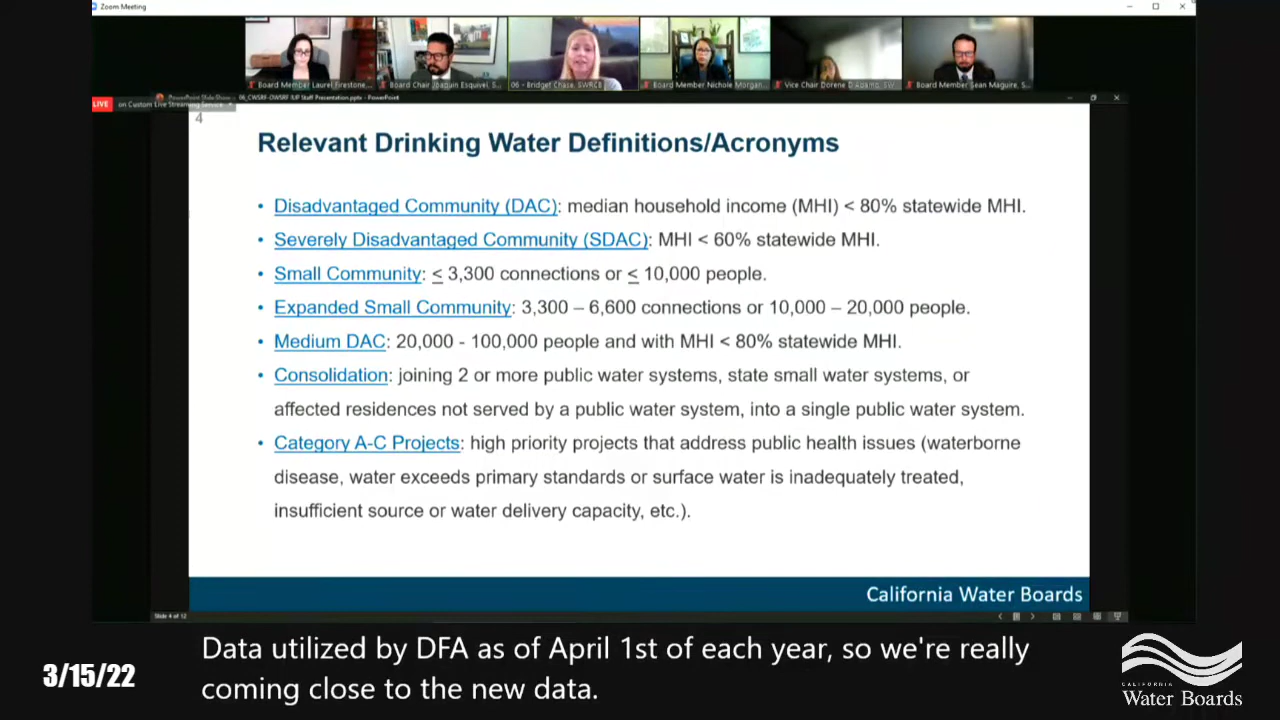 Zoom Meeting
Board Member Laurel Firestone,...
Board Chair Joaquin Esquivel, S...
06 - Bridget Chase, SWRCB
Board Member Nichole Morgan...
Vice Chair Dorene D'Adamo, SW
Board Member Sean Maguire, S...
LIVE on Custom Live Streaming Service
06_CWSRF-DWSRF IUP Staff Presentation.pptx - PowerPoint
4
Relevant Drinking Water Definitions/Acronyms
• Disadvantaged Community (DAC): median household income (MHI) < 80% statewide MHI.
• Severely Disadvantaged Community (SDAC): MHI < 60% statewide MHI.
• Small Community: ≤ 3,300 connections or ≤ 10,000 people.
• Expanded Small Community: 3,300 – 6,600 connections or 10,000 – 20,000 people.
• Medium DAC: 20,000 - 100,000 people and with MHI < 80% statewide MHI.
• Consolidation: joining 2 or more public water systems, state small water systems, or
affected residences not served by a public water system, into a single public water system.
• Category A-C Projects: high priority projects that address public health issues (waterborne
disease, water exceeds primary standards or surface water is inadequately treated,
insufficient source or water delivery capacity, etc.).
California Water Boards
Slide 4 of 12
Data utilized by DFA as of April 1st of each year, so we're really
coming close to the new data.
3/15/22
CALIFORNIA
Water Boards